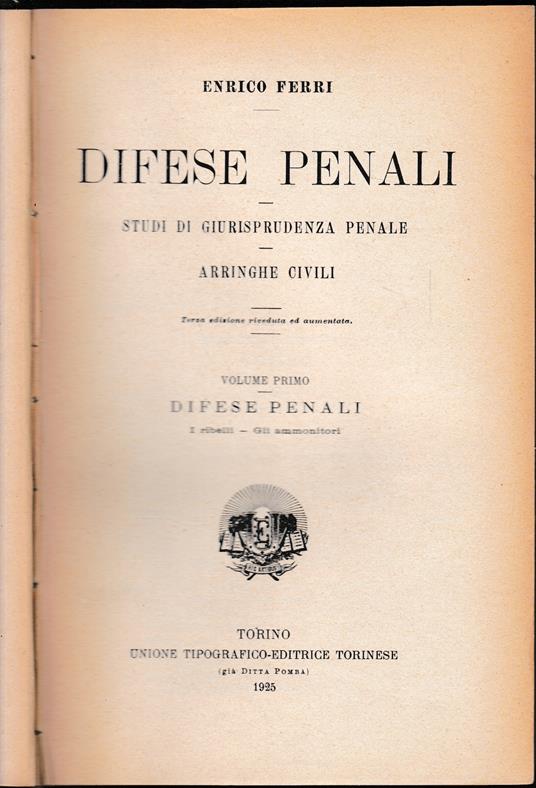 ENRICO FERRI
DIFESE PENALI
STUDI DI GIURISPRUDENZA PENALE
ARRINGHE CIVILI
Terza edizione riveduta ed aumentata.
VOLUME PRIMO
DIFESE PENALI
I ribelli — Gli ammonitori
TORINO
UNIONE TIPOGRAFICO-EDITRICE TORINESE
(già DITTA POMBA)
1925